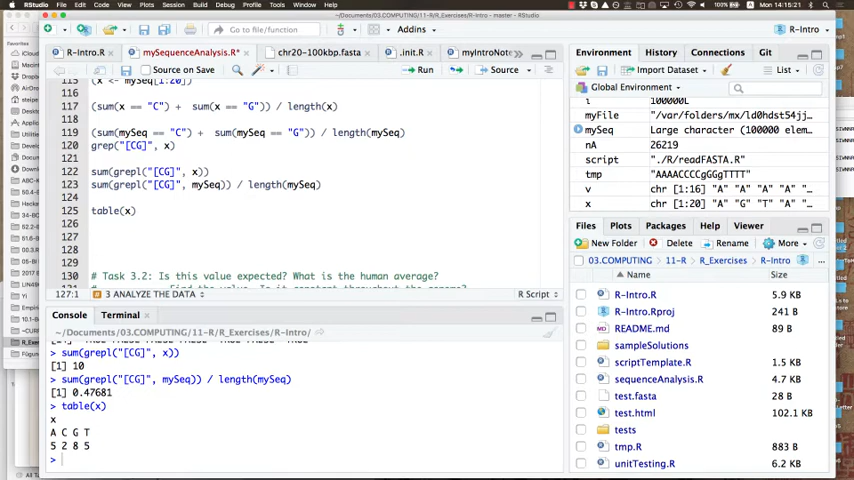 RStudio File Edit Code View Plots Session Build Debug Profile Tools Window Help 100% Mon 14:15:21
~/Documents/03.COMPUTING/11-R/R_Exercises/R-Intro - master - RStudio
Go to file/function Addins R-Intro
R-Intro.R mySequenceAnalysis.R* chr20-100kbp.fasta .init.R myIntroNote
Source on Save Run Source
115 (x <- mySeq[1:20])
116
117 (sum(x == "C") + sum(x == "G")) / length(x)
118
119 (sum(mySeq == "C") + sum(mySeq == "G")) / length(mySeq)
120 grep("[CG]", x)
121
122 sum(grepl("[CG]", x))
123 sum(grepl("[CG]", mySeq)) / length(mySeq)
124
125 table(x)
126
127
128
129
130 # Task 3.2: Is this value expected? What is the human average?
127:1 3 ANALYZE THE DATA R Script
Console Terminal
~/Documents/03.COMPUTING/11-R/R_Exercises/R-Intro/
> sum(grepl("[CG]", x))
[1] 10
> sum(grepl("[CG]", mySeq)) / length(mySeq)
[1] 0.47681
> table(x)
x
A C G T
5 2 8 5
>
Environment History Connections Git
Import Dataset List
Global Environment
i 100000L
myFile "/var/folders/mx/ld0hdst54jj…
mySeq Large character (100000 elem…
nA 26219
script "./R/readFASTA.R"
tmp "AAAACCCCgGGgTTTT"
v chr [1:16] "A" "A" "A" "A" "…
x chr [1:20] "A" "G" "T" "A" "…
Files Plots Packages Help Viewer
New Folder Delete Rename More
03.COMPUTING 11-R R_Exercises R-Intro ...
Name Size
R-Intro.R 5.9 KB
R-Intro.Rproj 241 B
README.md 89 B
sampleSolutions
scriptTemplate.R 1.5 KB
sequenceAnalysis.R 4.7 KB
test.fasta 28 B
test.html 102.1 KB
tests
tmp.R 883 B
unitTesting.R 6.2 KB